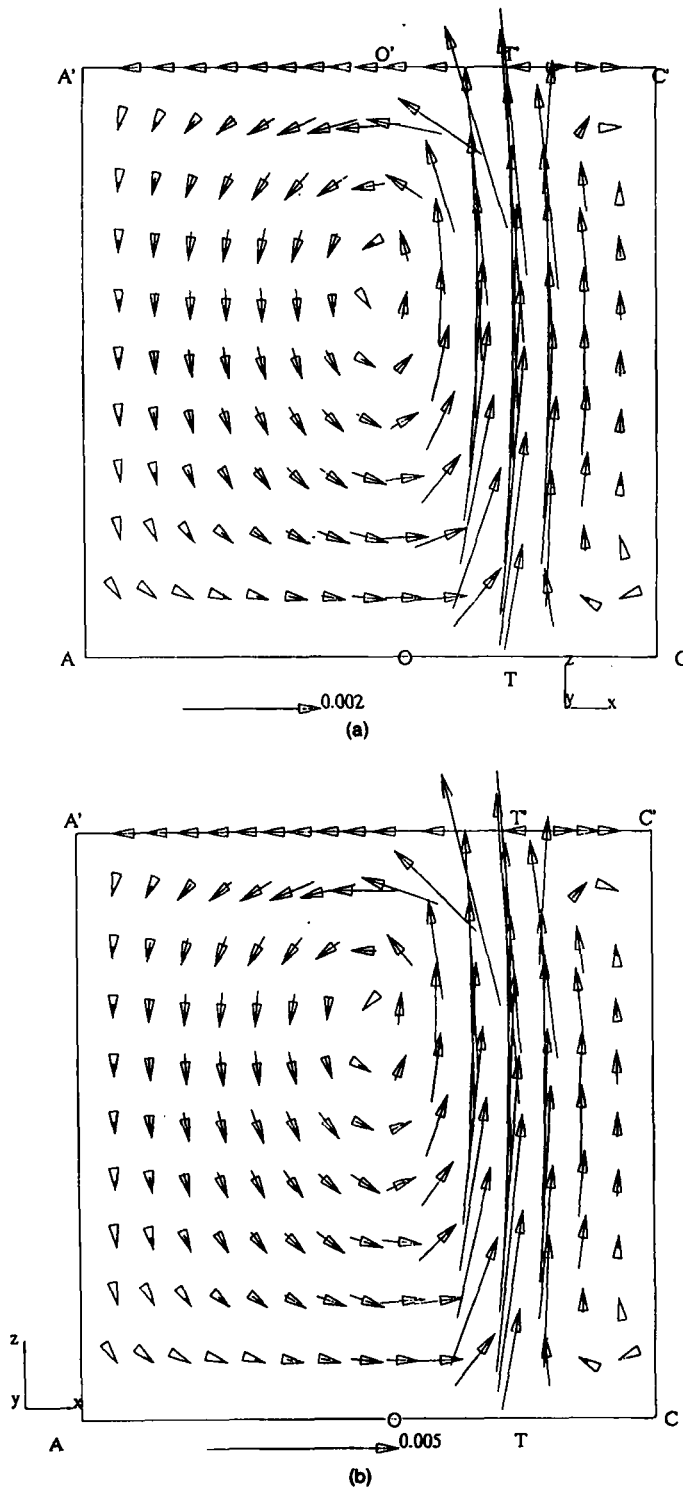 O' T'
A' C'
A O C
T
z
y x
0.002
(a)
A' T' C'
z
y x
O
A T C
0.005
(b)